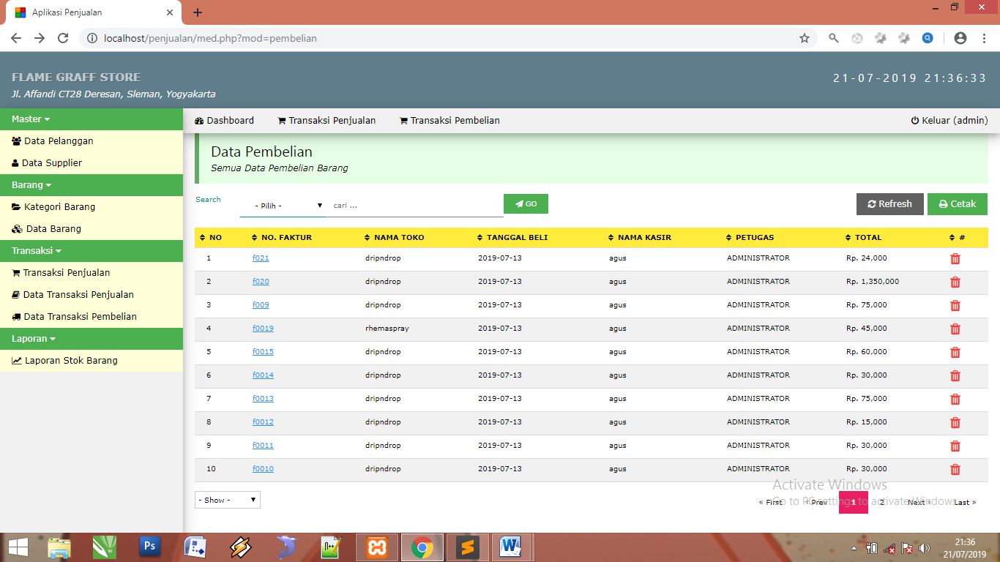 Aplikasi Penjualan
localhost/penjualan/med.php?mod=pembelian
FLAME GRAFF STORE
21-07-2019 21:36:33
Jl. Affandi CT28 Deresan, Sleman, Yogyakarta
Master
Data Pelanggan
Data Supplier
Barang
Kategori Barang
Data Barang
Transaksi
Transaksi Penjualan
Data Transaksi Penjualan
Data Transaksi Pembelian
Laporan
Laporan Stok Barang
Dashboard Transaksi Penjualan Transaksi Pembelian Keluar (admin)
Data Pembelian
Semua Data Pembelian Barang
Search - Pilih - cari ... GO Refresh Cetak
NO NO. FAKTUR NAMA TOKO TANGGAL BELI NAMA KASIR PETUGAS TOTAL #
1 f021 dripndrop 2019-07-13 agus ADMINISTRATOR Rp. 24,000
2 f020 dripndrop 2019-07-13 agus ADMINISTRATOR Rp. 1,350,000
3 f009 dripndrop 2019-07-13 agus ADMINISTRATOR Rp. 75,000
4 f0019 rhemaspray 2019-07-13 agus ADMINISTRATOR Rp. 45,000
5 f0015 dripndrop 2019-07-13 agus ADMINISTRATOR Rp. 60,000
6 f0014 dripndrop 2019-07-13 agus ADMINISTRATOR Rp. 30,000
7 f0013 dripndrop 2019-07-13 agus ADMINISTRATOR Rp. 75,000
8 f0012 dripndrop 2019-07-13 agus ADMINISTRATOR Rp. 15,000
9 f0011 dripndrop 2019-07-13 agus ADMINISTRATOR Rp. 30,000
10 f0010 dripndrop 2019-07-13 agus ADMINISTRATOR Rp. 30,000
Activate Windows
Go to PC settings to activate Windows.
- Show - « First « Prev 1 2 Next » Last »
Ps
n++
W
21:36
21/07/2019